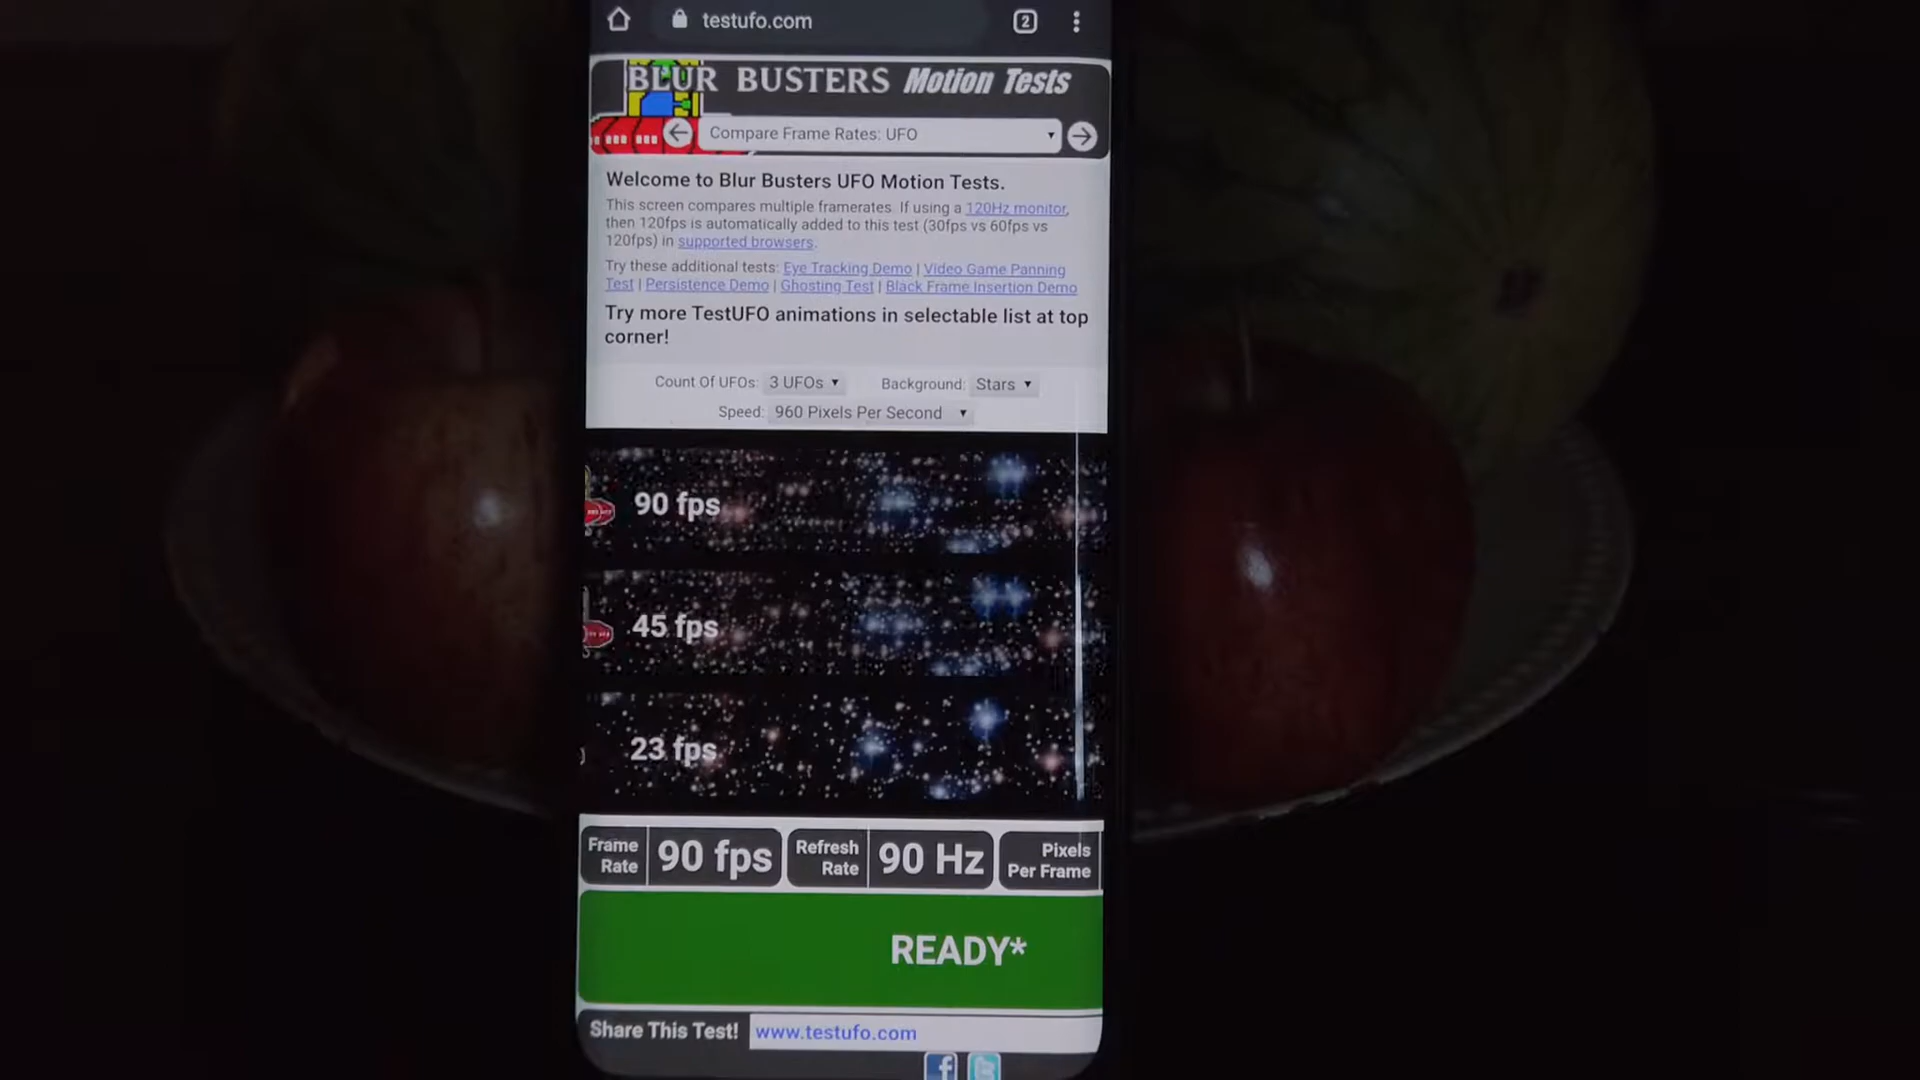 testufo.com
2
BLUR BUSTERS Motion Tests
Compare Frame Rates: UFO
Welcome to Blur Busters UFO Motion Tests.
This screen compares multiple framerates. If using a 120Hz monitor,
then 120fps is automatically added to this test (30fps vs 60fps vs
120fps) in supported browsers.
Try these additional tests: Eye Tracking Demo | Video Game Panning
Test | Persistence Demo | Ghosting Test | Black Frame Insertion Demo
Try more TestUFO animations in selectable list at top
corner!
Count Of UFOs: 3 UFOs Background: Stars
Speed: 960 Pixels Per Second
90 fps
45 fps
23 fps
Frame Rate 90 fps Refresh Rate 90 Hz Pixels Per Frame
READY*
Share This Test! www.testufo.com